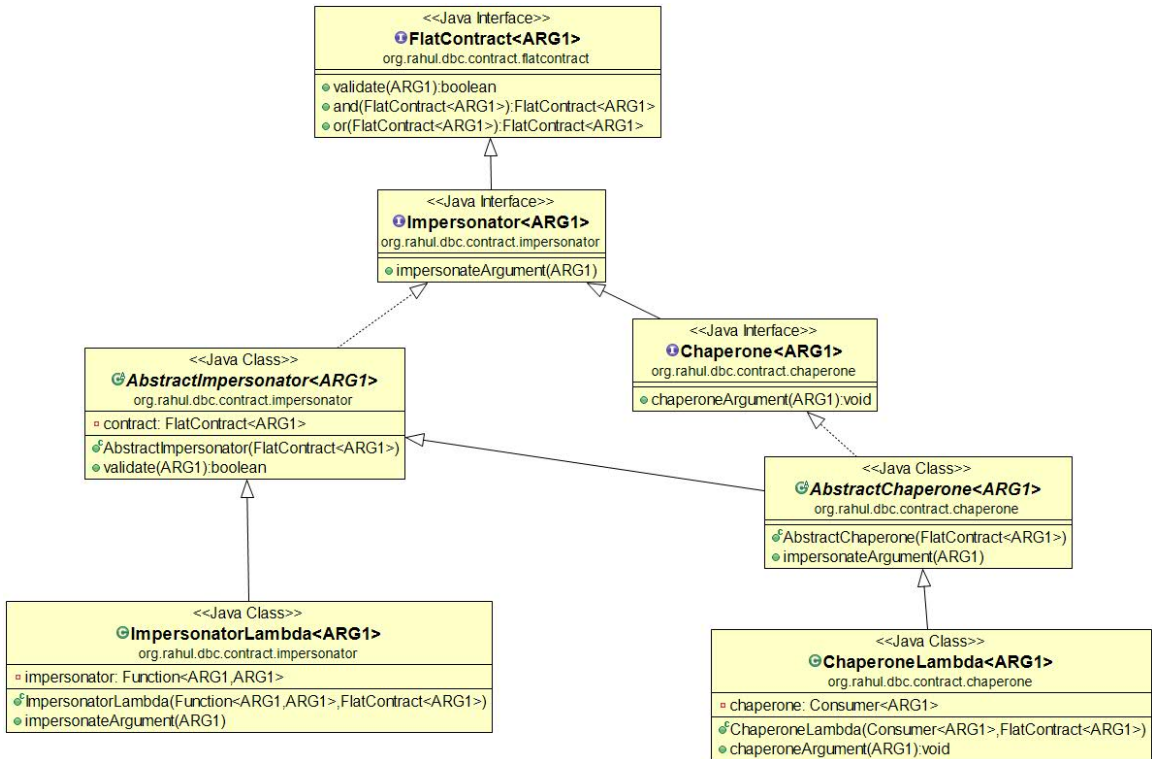 <<Java Interface>>
FlatContract<ARG1>
org.rahul.dbc.contract.flatcontract
validate(ARG1):boolean
and(FlatContract<ARG1>):FlatContract<ARG1>
or(FlatContract<ARG1>):FlatContract<ARG1>
<<Java Interface>>
Impersonator<ARG1>
org.rahul.dbc.contract.impersonator
impersonateArgument(ARG1)
<<Java Interface>>
Chaperone<ARG1>
org.rahul.dbc.contract.chaperone
chaperoneArgument(ARG1):void
<<Java Class>>
AbstractImpersonator<ARG1>
org.rahul.dbc.contract.impersonator
contract: FlatContract<ARG1>
AbstractImpersonator(FlatContract<ARG1>)
validate(ARG1):boolean
<<Java Class>>
AbstractChaperone<ARG1>
org.rahul.dbc.contract.chaperone
AbstractChaperone(FlatContract<ARG1>)
impersonateArgument(ARG1)
<<Java Class>>
ImpersonatorLambda<ARG1>
org.rahul.dbc.contract.impersonator
impersonator: Function<ARG1,ARG1>
ImpersonatorLambda(Function<ARG1,ARG1>,FlatContract<ARG1>)
impersonateArgument(ARG1)
<<Java Class>>
ChaperoneLambda<ARG1>
org.rahul.dbc.contract.chaperone
chaperone: Consumer<ARG1>
ChaperoneLambda(Consumer<ARG1>,FlatContract<ARG1>)
chaperoneArgument(ARG1):void